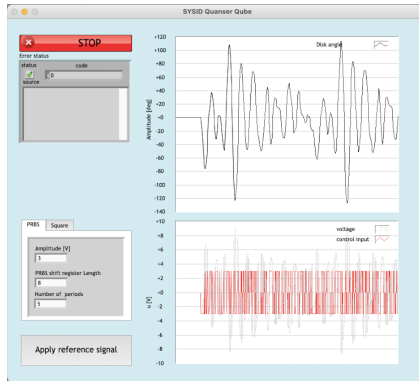 SYSID Quanser Qube
STOP
Error status
status code
0
source
PRBS Square
Amplitude [V]
3
PRBS shift register Length
8
Number of periods
5
Apply reference signal
Disk angle
Amplitude [deg]
+120
+100
+80
+60
+40
+20
-0
-20
-40
-60
-80
-100
-120
-140
voltage
control input
u [V]
+10
+8
+6
+4
+2
-0
-2
-4
-6
-8
-10